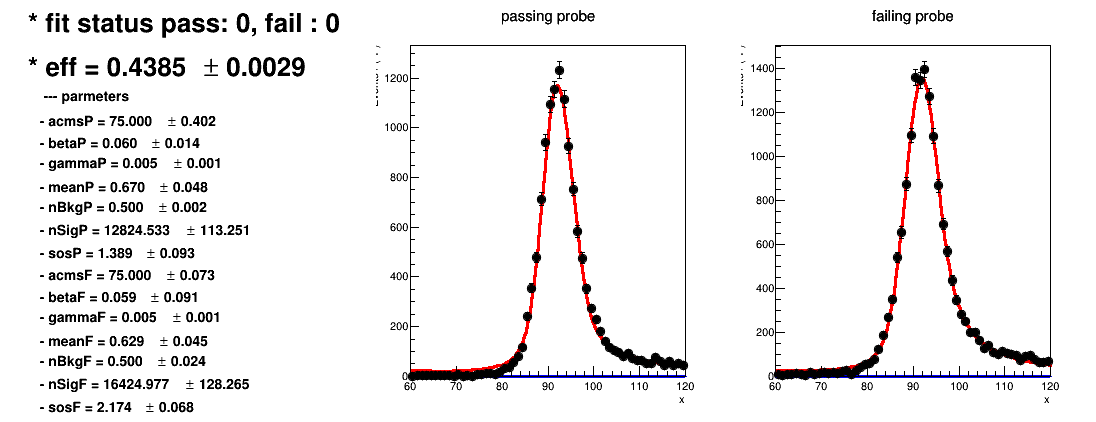 * fit status pass: 0, fail : 0
* eff = 0.4385 ± 0.0029
--- parmeters
- acmsP = 75.000 ± 0.402
- betaP = 0.060 ± 0.014
- gammaP = 0.005 ± 0.001
- meanP = 0.670 ± 0.048
- nBkgP = 0.500 ± 0.002
- nSigP = 12824.533 ± 113.251
- sosP = 1.389 ± 0.093
- acmsF = 75.000 ± 0.073
- betaF = 0.059 ± 0.091
- gammaF = 0.005 ± 0.001
- meanF = 0.629 ± 0.045
- nBkgF = 0.500 ± 0.024
- nSigF = 16424.977 ± 128.265
- sosF = 2.174 ± 0.068
passing probe
1200
1000
800
600
400
200
0
60 70 80 90 100 110 120
x
failing probe
1400
1200
1000
800
600
400
200
0
60 70 80 90 100 110 120
x